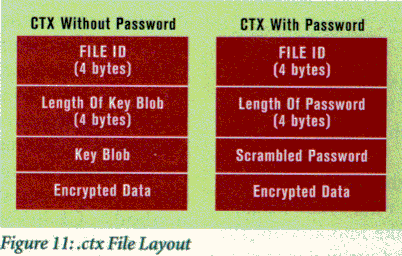 CTX Without Password
FILE ID
(4 bytes)
Length Of Key Blob
(4 bytes)
Key Blob
Encrypted Data
CTX With Password
FILE ID
(4 bytes)
Length Of Password
(4 bytes)
Scrambled Password
Encrypted Data
Figure 11: .ctx File Layout